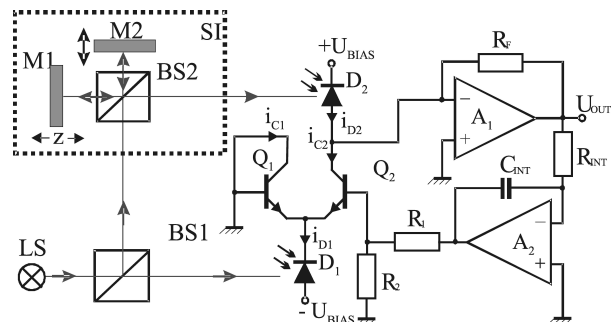 M2
SI
M1
BS2
z
+U_BIAS
D_2
i_D2
i_C1
i_C2
Q_1
Q_2
R_F
A_1
U_OUT
R_INT
C_INT
A_2
R_1
R_2
BS1
i_D1
D_1
LS
- U_BIAS
−
+
−
+